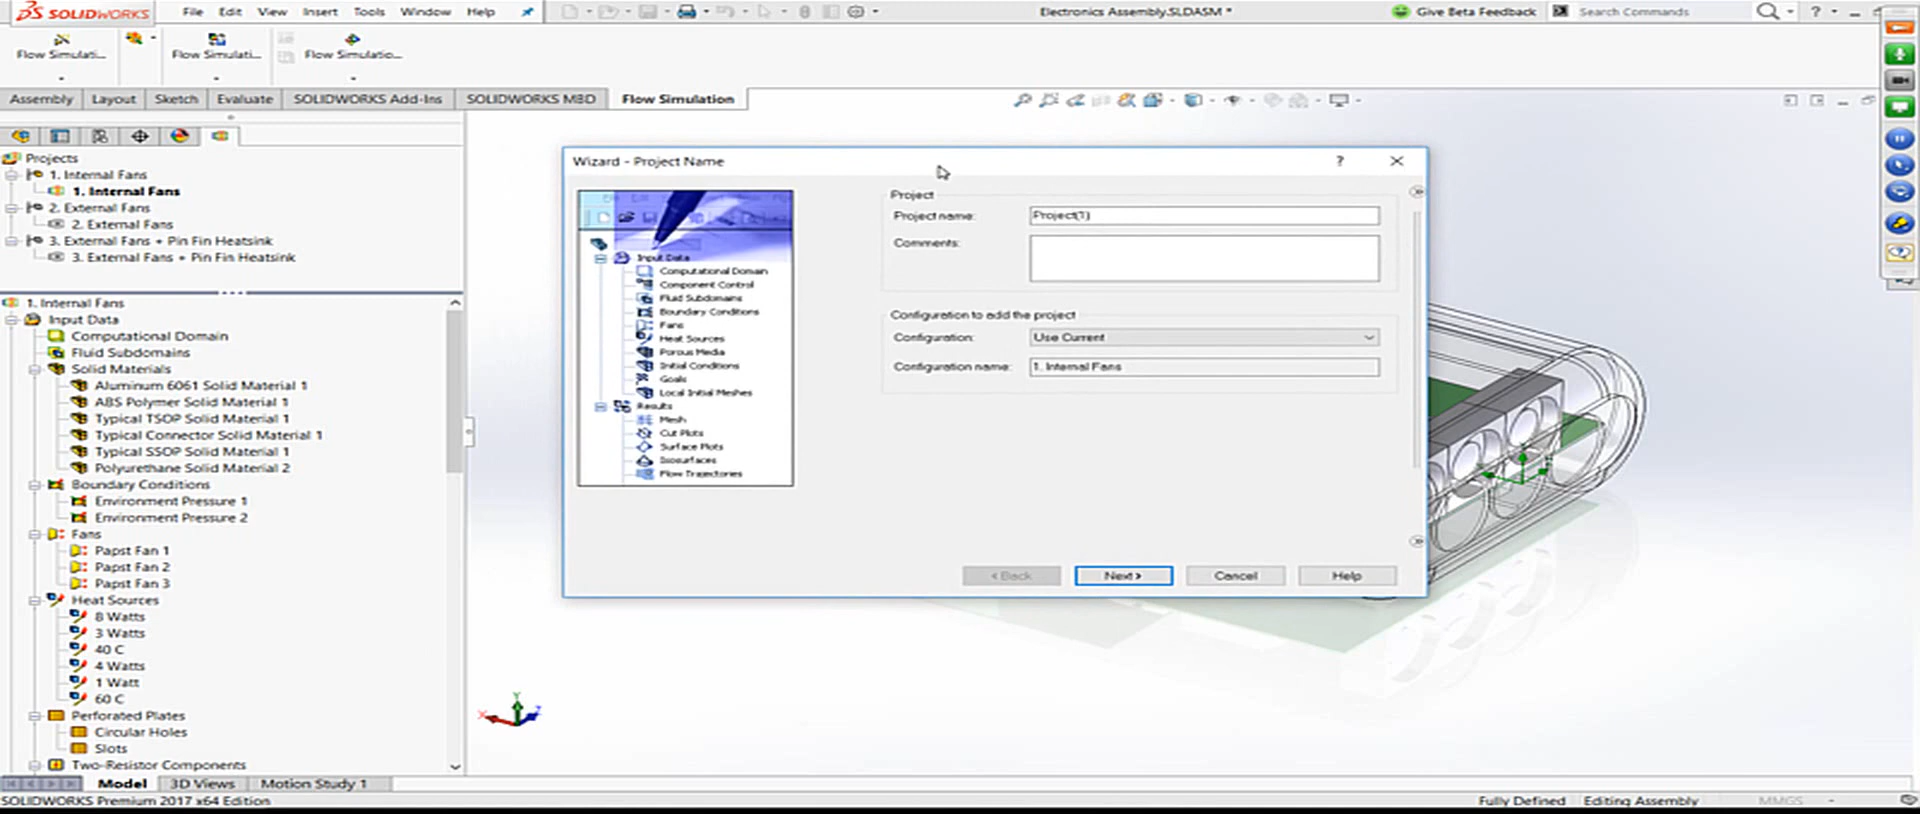 SOLIDWORKS
File Edit View Insert Tools Window Help
Electronics Assembly.SLDASM *
Give Beta Feedback
Search Commands
?
Flow Simulati...
Flow Simulati...
Flow Simulatio...
Assembly
Layout
Sketch
Evaluate
SOLIDWORKS Add-Ins
SOLIDWORKS MBD
Flow Simulation
Projects
1. Internal Fans
1. Internal Fans
2. External Fans
2. External Fans
3. External Fans + Pin Fin Heatsink
3. External Fans + Pin Fin Heatsink
1. Internal Fans
Input Data
Computational Domain
Fluid Subdomains
Solid Materials
Aluminum 6061 Solid Material 1
ABS Polymer Solid Material 1
Typical TSOP Solid Material 1
Typical Connector Solid Material 1
Typical SSOP Solid Material 1
Polyurethane Solid Material 2
Boundary Conditions
Environment Pressure 1
Environment Pressure 2
Fans
Papst Fan 1
Papst Fan 2
Papst Fan 3
Heat Sources
8 Watts
3 Watts
40 C
4 Watts
1 Watt
60 C
Perforated Plates
Circular Holes
Slots
Two-Resistor Components
Wizard - Project Name
?
Input Data
Computational Domain
Component Control
Fluid Subdomains
Boundary Conditions
Fans
Heat Sources
Porous Media
Initial Conditions
Goals
Local Initial Meshes
Results
Mesh
Cut Plots
Surface Plots
Isosurfaces
Flow Trajectories
Project
Project name: Project(1)
Comments:
Configuration to add the project
Configuration: Use Current
Configuration name: 1. Internal Fans
< Back
Next >
Cancel
Help
Model
3D Views
Motion Study 1
SOLIDWORKS Premium 2017 x64 Edition
Fully Defined
Editing Assembly
MMGS